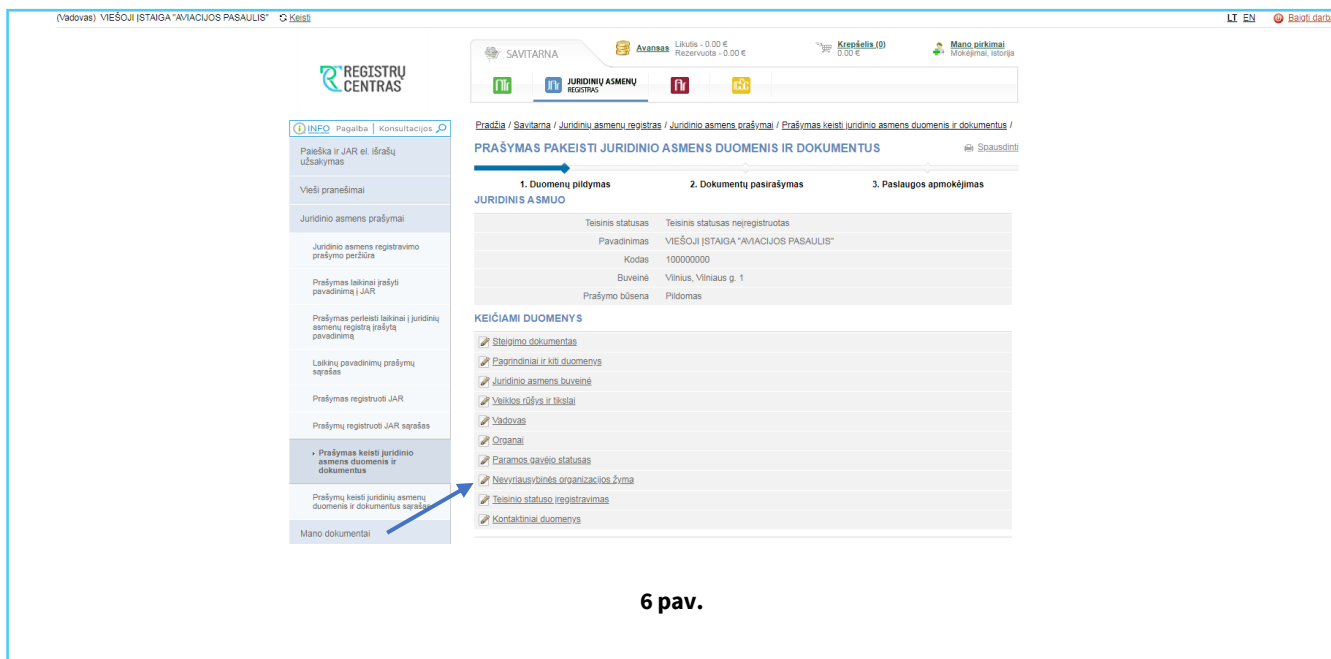 (Vadovas) VIEŠOJI ĮSTAIGA "AVIACIJOS PASAULIS" Keisti
LT EN Baigti darbą
REGISTRŲ
CENTRAS
SAVITARNA
Avansas Likutis - 0.00 €
Rezervuota - 0.00 €
Krepšelis (0)
0.00 €
Mano pirkimai
Mokėjimai, istorija
NTR
JAR JURIDINIŲ ASMENŲ
REGISTRAS
INFO Pagalba | Konsultacijos
Paieška ir JAR el. išrašų
užsakymas
Vieši pranešimai
Juridinio asmens prašymai
Juridinio asmens registravimo
prašymo peržiūra
Prašymas laikinai įrašyti
pavadinimą į JAR
Prašymas perleisti laikinai į juridinių
asmenų registrą įrašytą
pavadinimą
Laikinų pavadinimų prašymų
sąrašas
Prašymas registruoti JAR
Prašymų registruoti JAR sąrašas
Prašymas keisti juridinio
asmens duomenis ir
dokumentus
Prašymų keisti juridinių asmenų
duomenis ir dokumentus sąrašas
Mano dokumentai
Pradžia / Savitarna / Juridinių asmenų registras / Juridinio asmens prašymai / Prašymas keisti juridinio asmens duomenis ir dokumentus /
PRAŠYMAS PAKEISTI JURIDINIO ASMENS DUOMENIS IR DOKUMENTUS
Spausdinti
1. Duomenų pildymas 2. Dokumentų pasirašymas 3. Paslaugos apmokėjimas
JURIDINIS ASMUO
Teisinis statusas Teisinis statusas neįregistruotas
Pavadinimas VIEŠOJI ĮSTAIGA "AVIACIJOS PASAULIS"
Kodas 100000000
Buveinė Vilnius, Vilniaus g. 1
Prašymo būsena Pildomas
KEIČIAMI DUOMENYS
Steigimo dokumentas
Pagrindiniai ir kiti duomenys
Juridinio asmens buveinė
Veiklos rūšys ir tikslai
Vadovas
Organai
Paramos gavėjo statusas
Nevyriausybinės organizacijos žyma
Teisinio statuso įregistravimas
Kontaktiniai duomenys
6 pav.